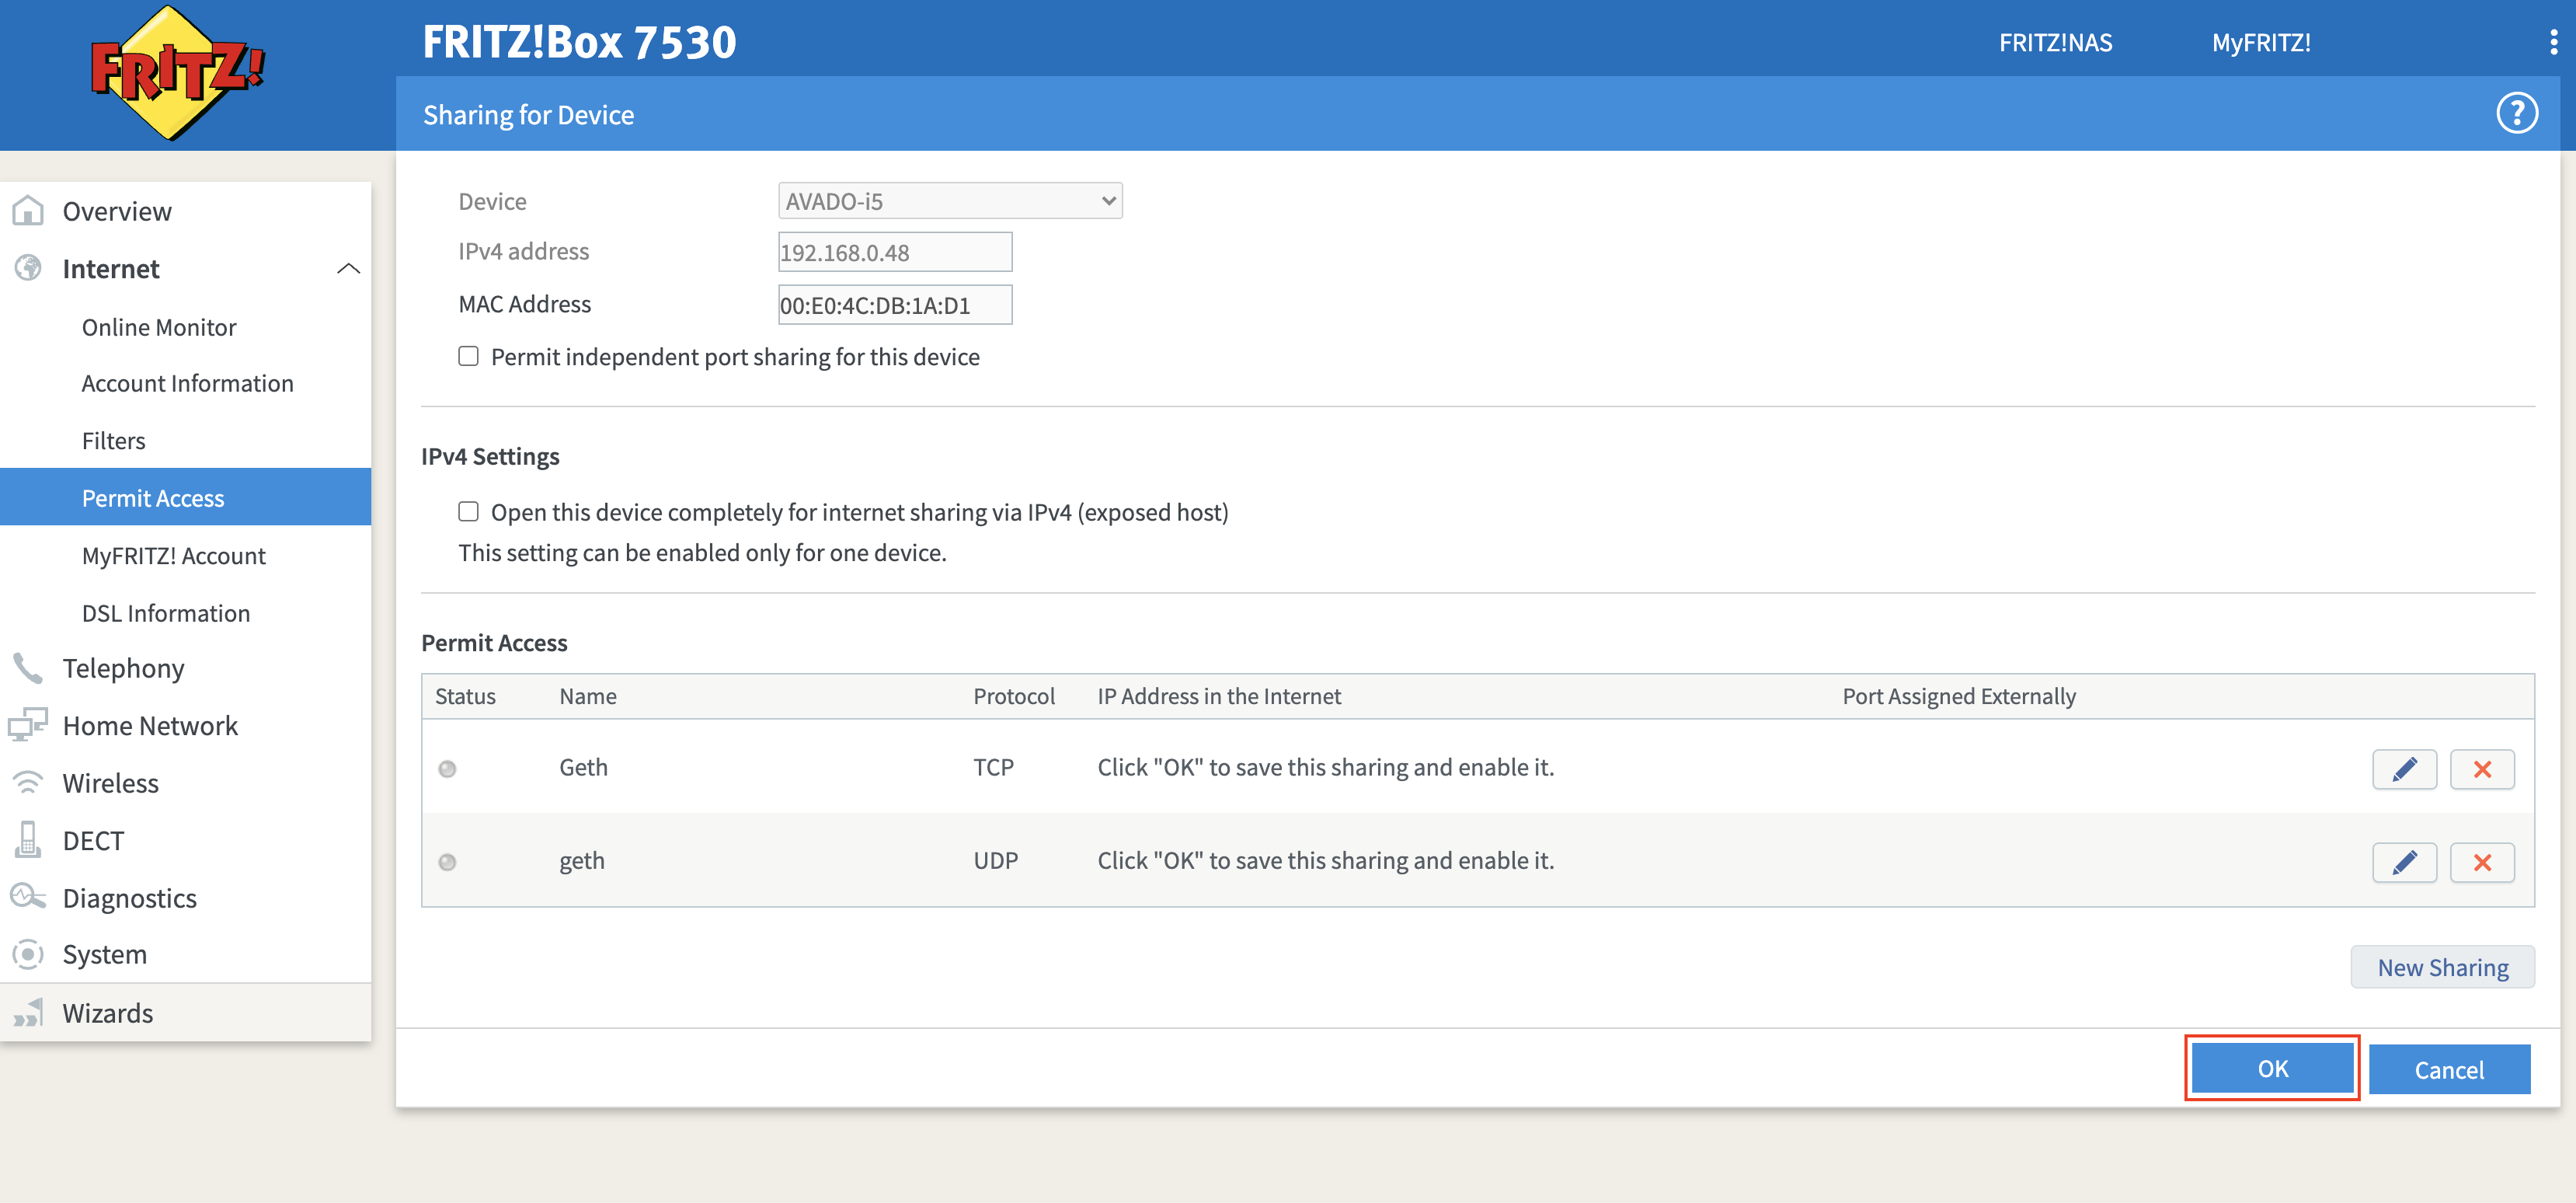 FRITZ!
FRITZ!Box 7530
FRITZ!NAS
MyFRITZ!
Sharing for Device
?
Overview
Internet
Online Monitor
Account Information
Filters
Permit Access
MyFRITZ! Account
DSL Information
Telephony
Home Network
Wireless
DECT
Diagnostics
System
Wizards
Device AVADO-i5
IPv4 address 192.168.0.48
MAC Address 00:E0:4C:DB:1A:D1
Permit independent port sharing for this device
IPv4 Settings
Open this device completely for internet sharing via IPv4 (exposed host)
This setting can be enabled only for one device.
Permit Access
Status Name Protocol IP Address in the Internet Port Assigned Externally
Geth TCP Click "OK" to save this sharing and enable it.
geth UDP Click "OK" to save this sharing and enable it.
New Sharing
OK Cancel